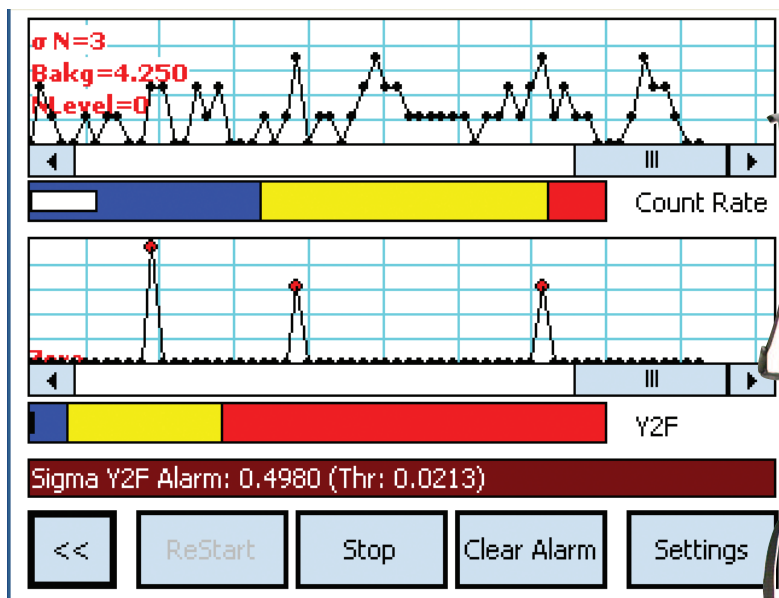 σ N=3
Bakg=4.250
NLevel=0
Count Rate
Zero
Y2F
Sigma Y2F Alarm: 0.4980 (Thr: 0.0213)
<< ReStart Stop Clear Alarm Settings